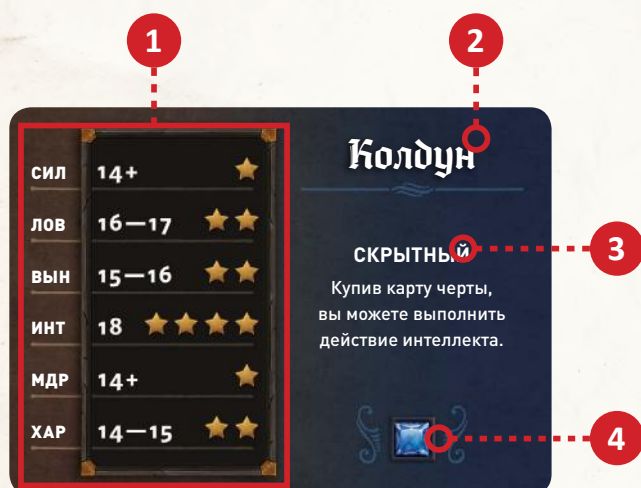 1
2
СИЛ 14+
ЛОВ 16—17
ВЫН 15—16
ИНТ 18
МДР 14+
ХАР 14—15
Колдун
СКРЫТНЫЙ
Купив карту черты,
вы можете выполнить
действие интеллекта.
3
4